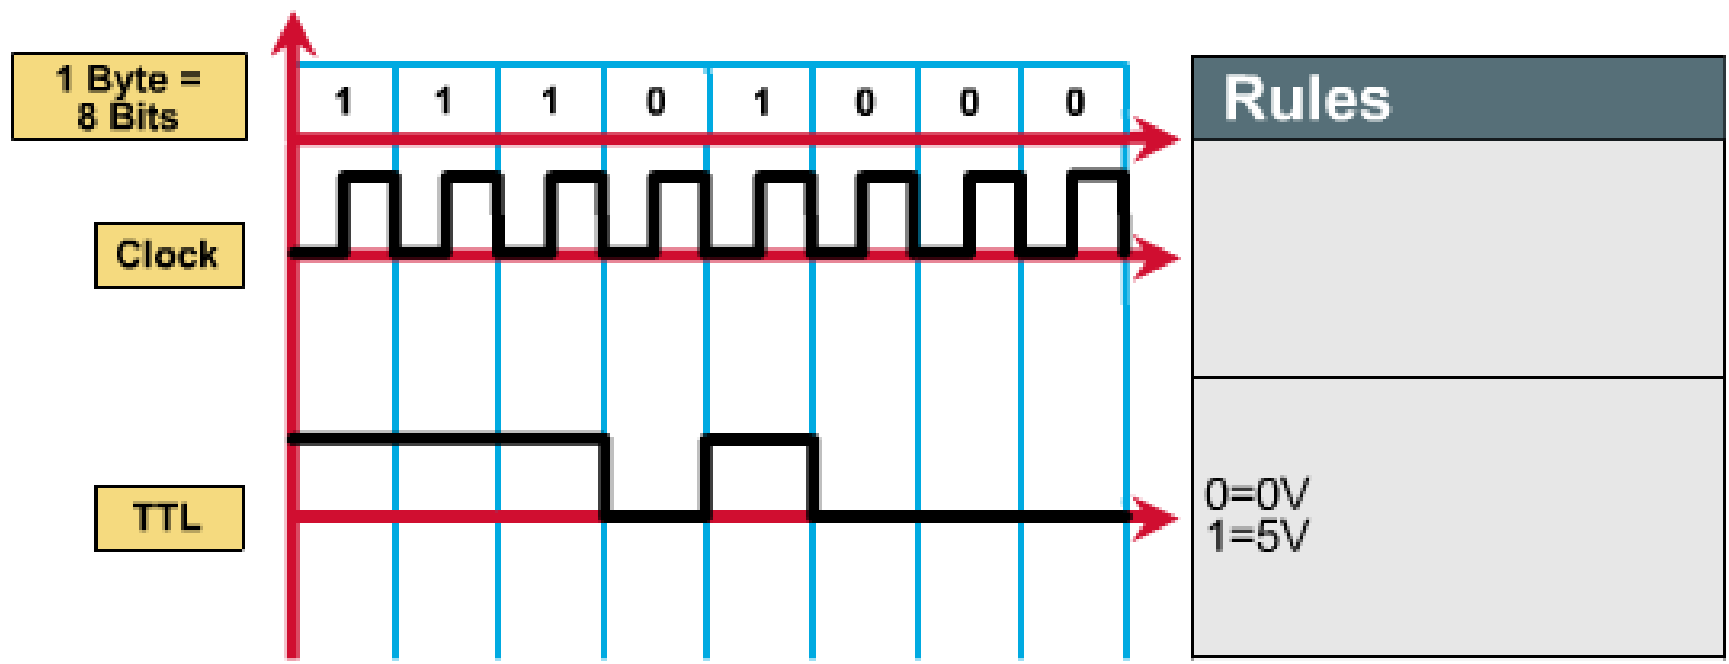 1 Byte =
8 Bits
1 1 1 0 1 0 0 0
Rules
Clock
TTL
0=0V
1=5V